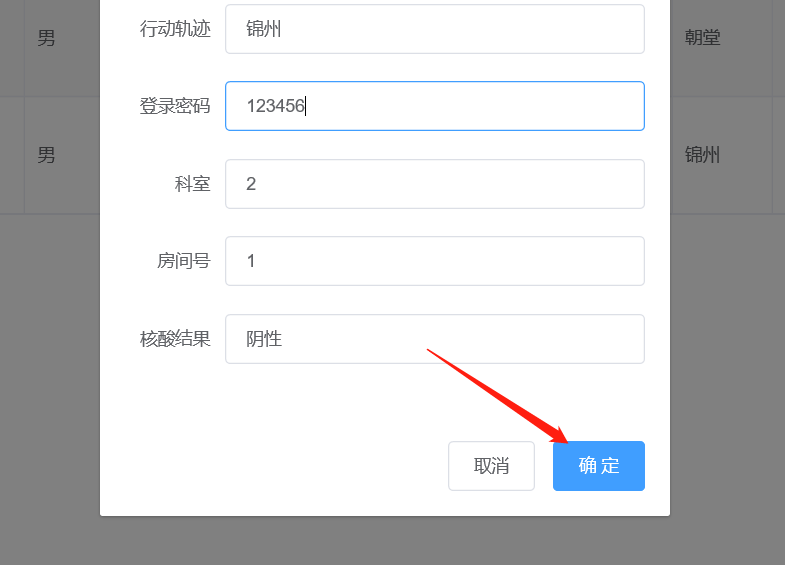 行动轨迹 锦州
男 朝堂
登录密码 123456
男 锦州
科室 2
房间号 1
核酸结果 阴性
取消 确定